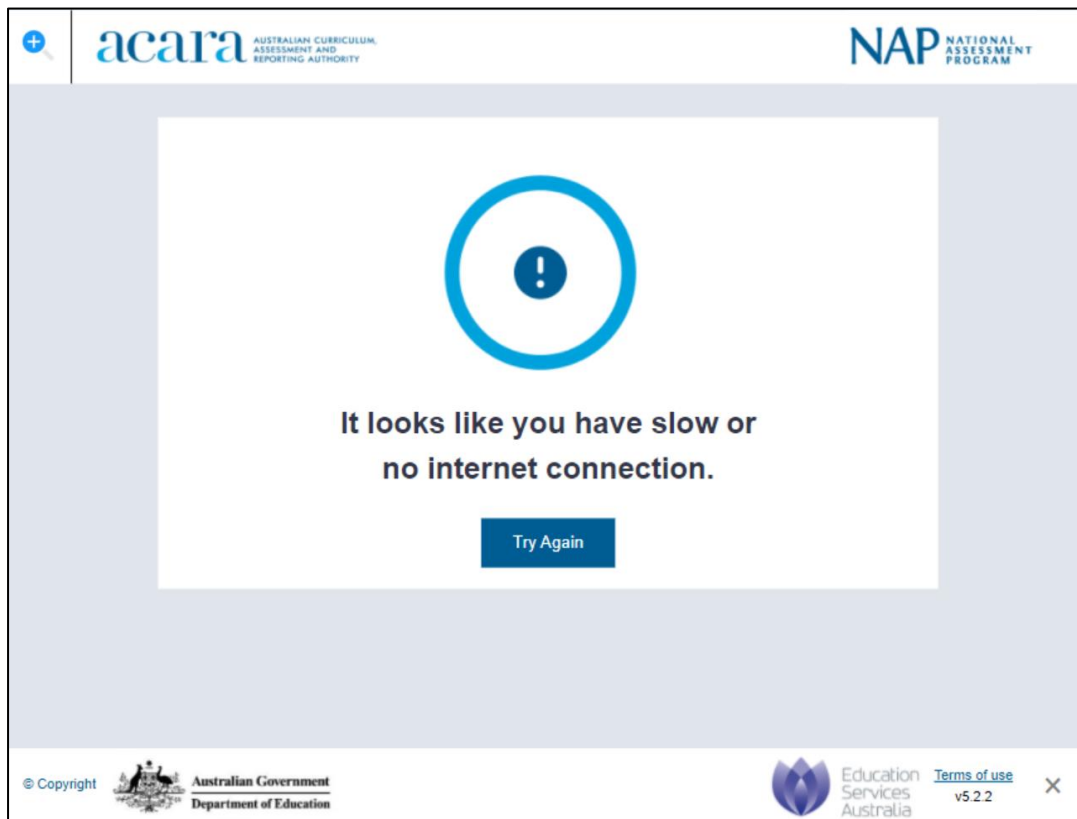 acara
AUSTRALIAN CURRICULUM,
ASSESSMENT AND
REPORTING AUTHORITY
NAP
NATIONAL
ASSESSMENT
PROGRAM
!
It looks like you have slow or
no internet connection.
Try Again
© Copyright
Australian Government
Department of Education
Education
Services
Australia
Terms of use
v5.2.2